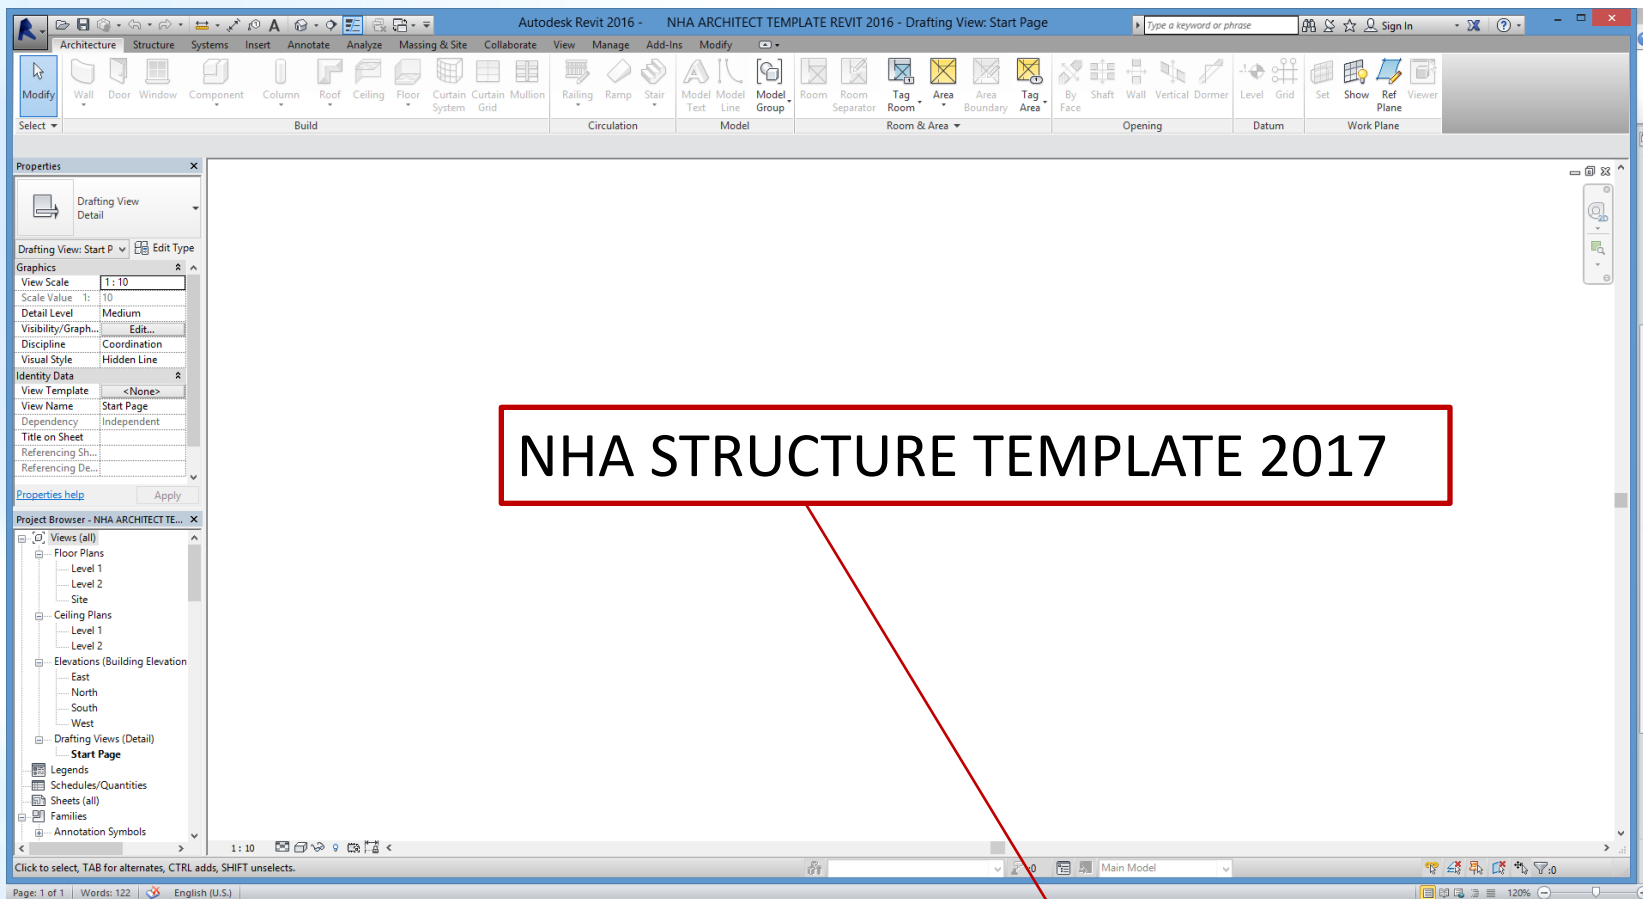 Autodesk Revit 2016 - NHA ARCHITECT TEMPLATE REVIT 2016 - Drafting View: Start Page
Type a keyword or phrase
Sign In
Architecture Structure Systems Insert Annotate Analyze Massing & Site Collaborate View Manage Add-Ins Modify
Modify Wall Door Window Component Column Roof Ceiling Floor Curtain System Curtain Grid Mullion Railing Ramp Stair Model Text Model Line Model Group Room Room Separator Tag Room Area Area Boundary Tag Area By Face Shaft Wall Vertical Dormer Level Grid Set Show Ref Plane Viewer
Select Build Circulation Model Room & Area Opening Datum Work Plane
Properties
Drafting View
Detail
2D
Drafting View: Start P Edit Type
Graphics
View Scale 1 : 10
Scale Value 1: 10
Detail Level Medium
Visibility/Graph... Edit...
Discipline Coordination
Visual Style Hidden Line
Identity Data
View Template <None>
View Name Start Page
Dependency Independent
Title on Sheet
Referencing Sh...
Referencing De...
Properties help Apply
NHA STRUCTURE TEMPLATE 2017
Project Browser - NHA ARCHITECT TE...
Views (all)
Floor Plans
Level 1
Level 2
Site
Ceiling Plans
Level 1
Level 2
Elevations (Building Elevation
East
North
South
West
Drafting Views (Detail)
Start Page
Legends
Schedules/Quantities
Sheets (all)
Families
Annotation Symbols
1 : 10
Click to select, TAB for alternates, CTRL adds, SHIFT unselects.
:0 Main Model :0
Page: 1 of 1 Words: 122 English (U.S.) 120%